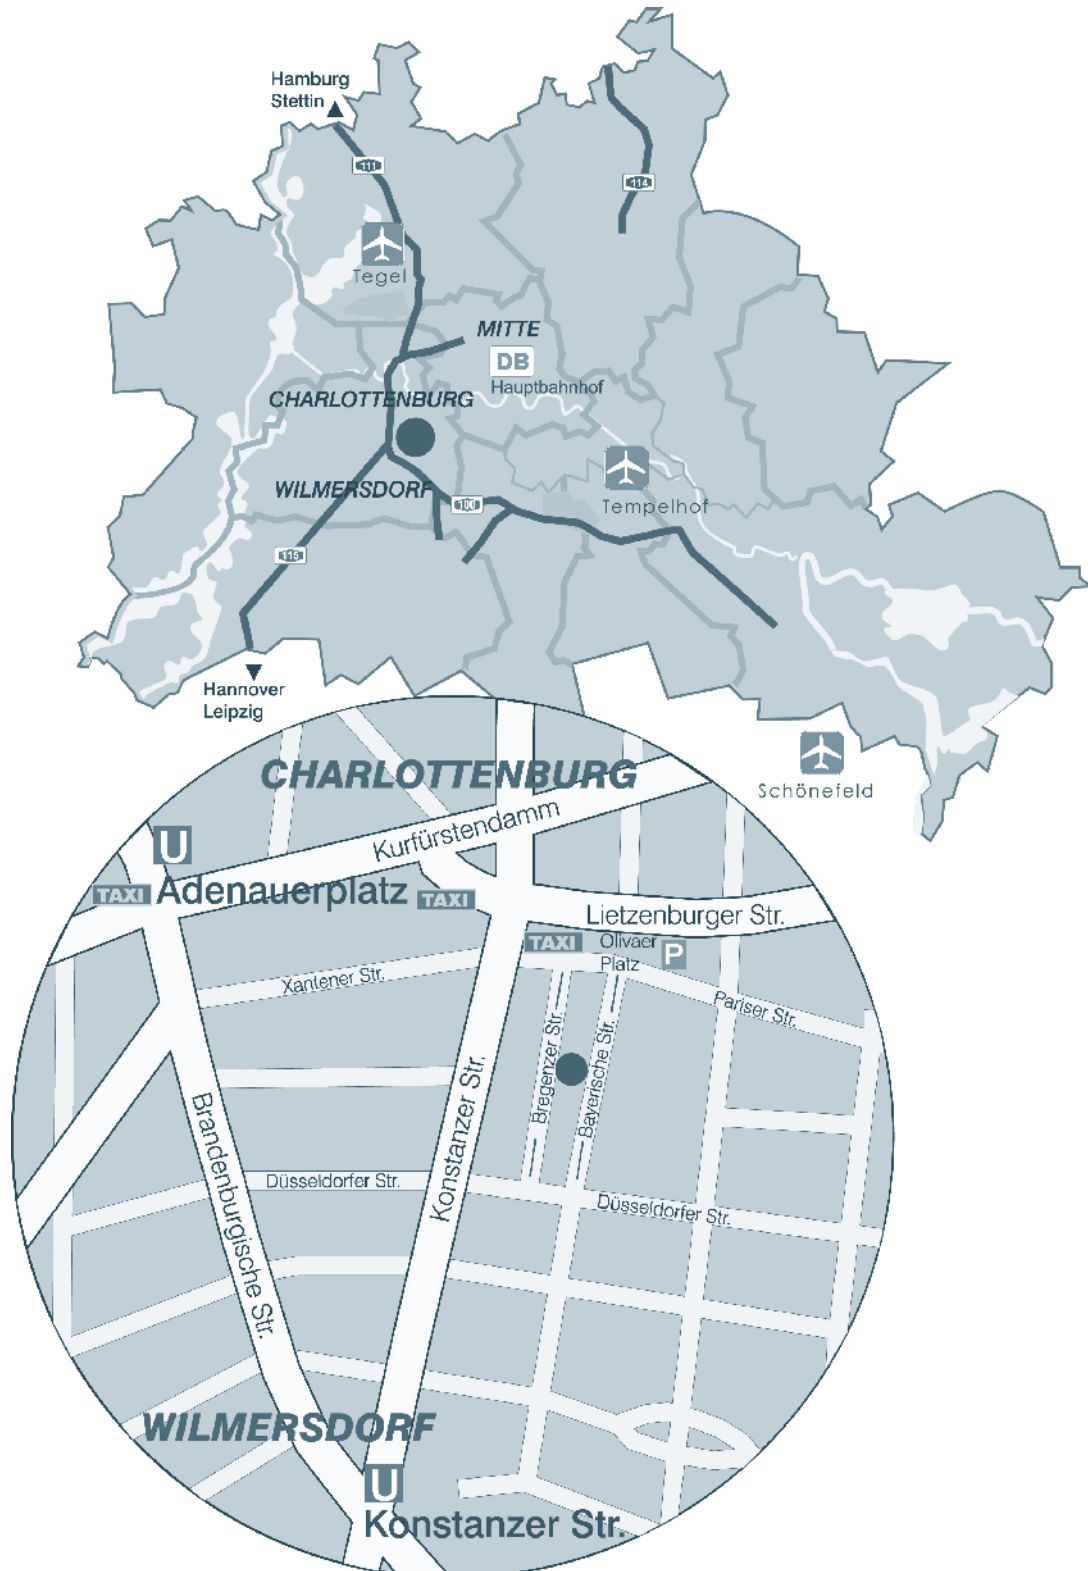 Hamburg
Stettin
111
114
Tegel
MITTE
DB
Hauptbahnhof
CHARLOTTENBURG
WILMERSDORF
100
Tempelhof
115
Hannover
Leipzig
Schönefeld
CHARLOTTENBURG
Kurfürstendamm
U
TAXI
Adenauerplatz
TAXI
Lietzenburger Str.
TAXI
Olivaer
Platz
P
Xantener Str.
Pariser Str.
Bregenzer Str.
Bayerische Str.
Konstanzer Str.
Brandenburgische Str.
Düsseldorfer Str.
Düsseldorfer Str.
WILMERSDORF
U
Konstanzer Str.